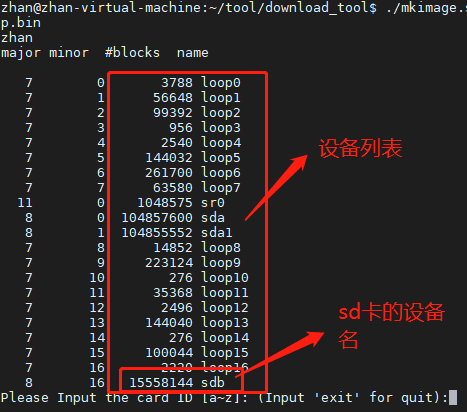 zhan@zhan-virtual-machine:~/tool/download_tool$ ./mkimage.s
p.bin
zhan
major minor  #blocks  name
7        0       3788 loop0
7        1      56648 loop1
7        2      99392 loop2
7        3        956 loop3
7        4       2540 loop4
7        5     144032 loop5
7        6     261700 loop6
7        7      63580 loop7
11        0    1048575 sr0
8        0  104857600 sda
8        1  104855552 sda1
7        8      14852 loop8
7        9     223124 loop9
7       10        276 loop10
7       11      35368 loop11
7       12       2496 loop12
7       13     144040 loop13
7       14        276 loop14
7       15     100044 loop15
7       16       2220 loop16
8       16   15558144 sdb
Please Input the card ID [a~z]: (Input 'exit' for quit):
设备列表
sd卡的设备
名